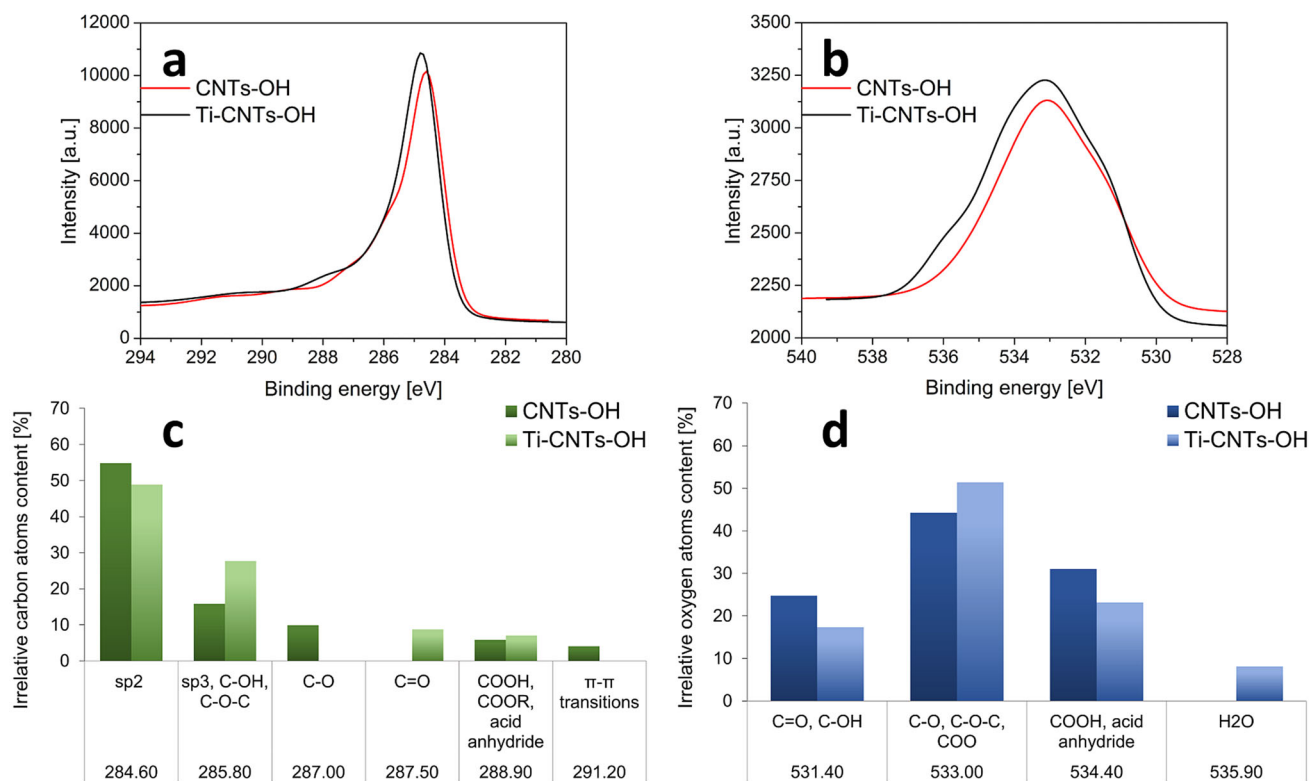 a
CNTs-OH
Ti-CNTs-OH
Intensity [a.u.]
12000
10000
8000
6000
4000
2000
0
294 292 290 288 286 284 282 280
Binding energy [eV]
b
CNTs-OH
Ti-CNTs-OH
Intensity [a.u.]
3500
3250
3000
2750
2500
2250
2000
540 538 536 534 532 530 528
Binding energy [eV]
c
CNTs-OH
Ti-CNTs-OH
Irrelative carbon atoms content [%]
70
60
50
40
30
20
10
0
sp2
sp3, C-OH,
C-O-C
C-O
C=O
COOH,
COOR,
acid
anhydride
π-π
transitions
284.60 285.80 287.00 287.50 288.90 291.20
d
CNTs-OH
Ti-CNTs-OH
Irrelative oxygen atoms content [%]
70
60
50
40
30
20
10
0
C=O, C-OH
C-O, C-O-C,
COO
COOH, acid
anhydride
H2O
531.40 533.00 534.40 535.90